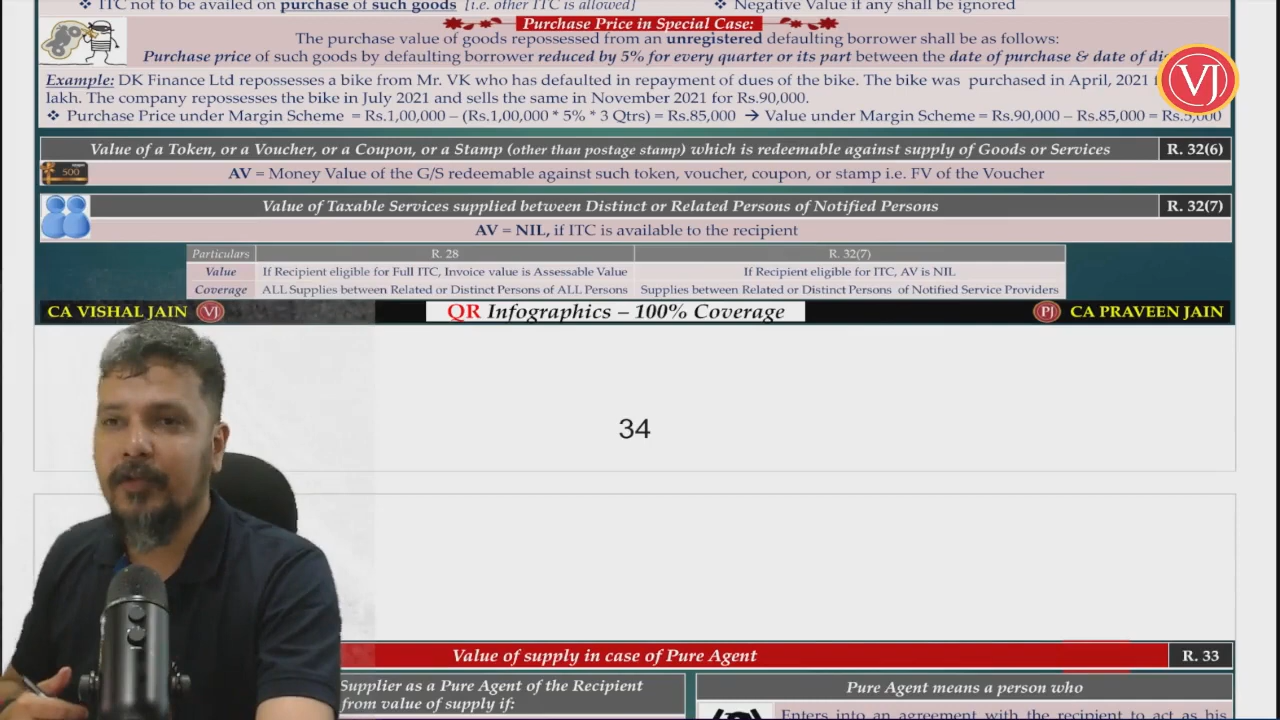 ❖ ITC not to be availed on purchase of such goods [i.e. other ITC is allowed]
❖ Negative Value if any shall be ignored
Purchase Price in Special Case:
The purchase value of goods repossessed from an unregistered defaulting borrower shall be as follows:
Purchase price of such goods by defaulting borrower reduced by 5% for every quarter or its part between the date of purchase & date of
Example: DK Finance Ltd repossesses a bike from Mr. VK who has defaulted in repayment of dues of the bike. The bike was purchased in April, 2021
VJ
lakh. The company repossesses the bike in July 2021 and sells the same in November 2021 for Rs.90,000.
❖ Purchase Price under Margin Scheme = Rs.1,00,000 – (Rs.1,00,000 * 5% * 3 Qtrs) = Rs.85,000 → Value under Margin Scheme = Rs.90,000 – Rs.85,000 = Rs.5,000
Value of a Token, or a Voucher, or a Coupon, or a Stamp (other than postage stamp) which is redeemable against supply of Goods or Services R. 32(6)
500
AV = Money Value of the G/S redeemable against such token, voucher, coupon, or stamp i.e. FV of the Voucher
Value of Taxable Services supplied between Distinct or Related Persons of Notified Persons R. 32(7)
AV = NIL, if ITC is available to the recipient
Particulars R. 28 R. 32(7)
Value If Recipient eligible for Full ITC, Invoice value is Assessable Value If Recipient eligible for ITC, AV is NIL
Coverage ALL Supplies between Related or Distinct Persons of ALL Persons Supplies between Related or Distinct Persons of Notified Service Providers
CA VISHAL JAIN VJ QR Infographics – 100% Coverage PJ CA PRAVEEN JAIN
34
Value of supply in case of Pure Agent R. 33
Supplier as a Pure Agent of the Recipient
from value of supply if:
Pure Agent means a person who
Enters into an agreement with the recipient to act as his